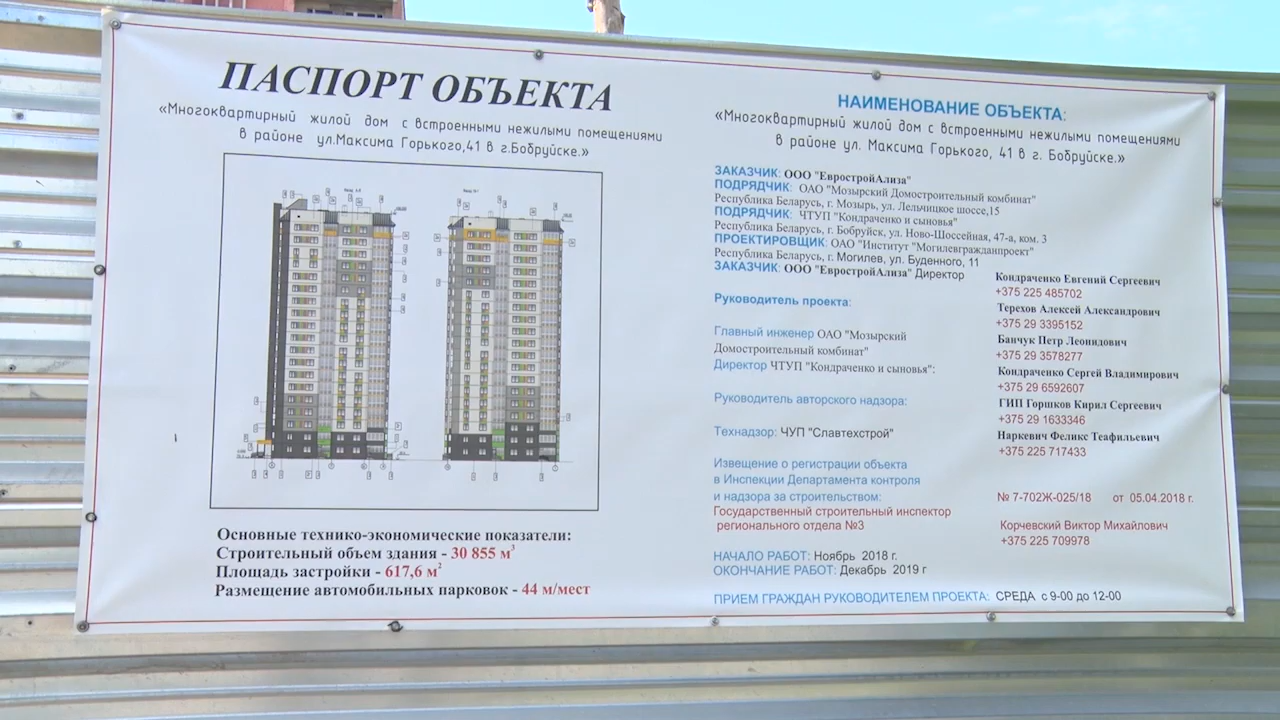 ПАСПОРТ ОБЪЕКТА
«Многоквартирный жилой дом с встроенными нежилыми помещениями
в районе ул.Максима Горького,41 в г.Бобруйске.»
Основные технико-экономические показатели:
Строительный объем здания - 30 855 м³
Площадь застройки - 617,6 м²
Размещение автомобильных парковок - 44 м/мест
НАИМЕНОВАНИЕ ОБЪЕКТА:
«Многоквартирный жилой дом с встроенными нежилыми помещениями
в районе ул. Максима Горького, 41 в г. Бобруйске.»
ЗАКАЗЧИК: ООО "ЕвростройАлиза"
ПОДРЯДЧИК: ОАО "Мозырский Домостроительный комбинат"
Республика Беларусь, г. Мозырь, ул. Лельчицкое шоссе,15
ПОДРЯДЧИК: ЧТУП "Кондраченко и сыновья"
Республика Беларусь, г. Бобруйск, ул. Ново-Шоссейная, 47-а, ком. 3
ПРОЕКТИРОВЩИК: ОАО "Институт "Могилевгражданпроект"
Республика Беларусь, г. Могилев, ул. Буденного, 11
ЗАКАЗЧИК: ООО "ЕвростройАлиза" Директор Кондраченко Евгений Сергеевич
+375 225 485702
Руководитель проекта: Терехов Алексей Александрович
+375 29 3395152
Главный инженер ОАО "Мозырский Банчук Петр Леонидович
Домостроительный комбинат" +375 29 3578277
Директор ЧТУП "Кондраченко и сыновья": Кондраченко Сергей Владимирович
+375 29 6592607
Руководитель авторского надзора: ГИП Горшков Кирил Сергеевич
+375 29 1633346
Технадзор: ЧУП "Славтехстрой" Наркевич Феликс Теафильевич
+375 225 717433
Извещение о регистрации объекта
в Инспекции Департамента контроля
и надзора за строительством: № 7-702Ж-025/18 от 05.04.2018 г.
Государственный строительный инспектор
регионального отдела №3 Корчевский Виктор Михайлович
+375 225 709978
НАЧАЛО РАБОТ: Ноябрь 2018 г.
ОКОНЧАНИЕ РАБОТ: Декабрь 2019 г
ПРИЕМ ГРАЖДАН РУКОВОДИТЕЛЕМ ПРОЕКТА: СРЕДА с 9-00 до 12-00